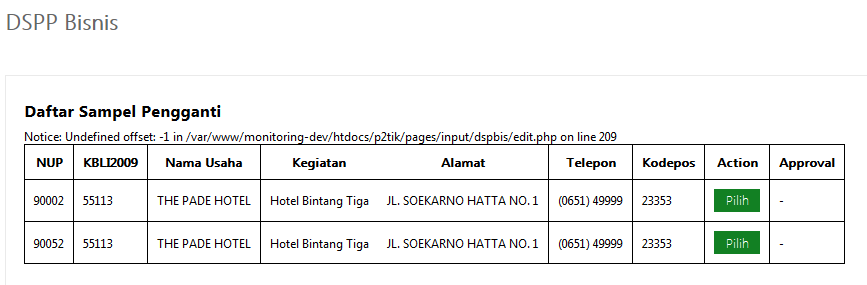 DSPP Bisnis
Daftar Sampel Pengganti
Notice: Undefined offset: -1 in /var/www/monitoring-dev/htdocs/p2tik/pages/input/dspbis/edit.php on line 209
NUP KBLI2009 Nama Usaha Kegiatan Alamat Telepon Kodepos Action Approval
90002 55113 THE PADE HOTEL Hotel Bintang Tiga JL. SOEKARNO HATTA NO. 1 (0651) 49999 23353 Pilih -
90052 55113 THE PADE HOTEL Hotel Bintang Tiga JL. SOEKARNO HATTA NO. 1 (0651) 49999 23353 Pilih -